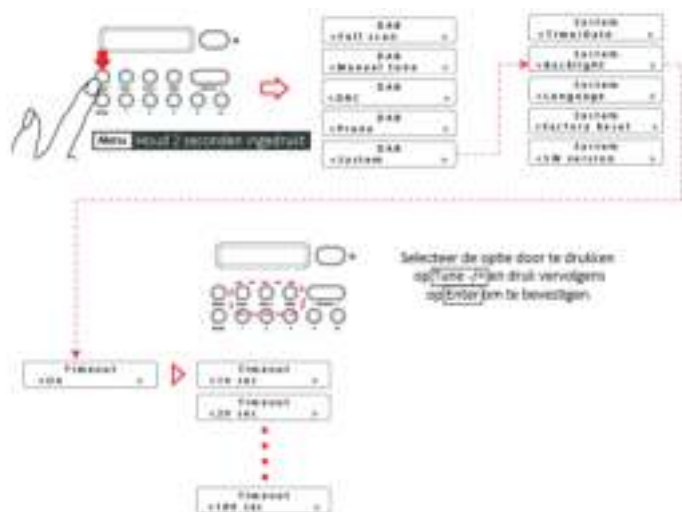 Menu Houd 2 seconden ingedrukt
DAB
<Full scan >
DAB
<Manual tune >
DAB
<DRC >
DAB
<Prune >
DAB
<System >
System
<Time/Date >
System
<Backlight >
System
<Language >
System
<Factory Reset >
System
<SW version >
Selecteer de optie door te drukken
op Tune -/+ en druk vervolgens
op Enter om te bevestigen.
Timeout
<On >
Timeout
<10 sec >
Timeout
<20 sec >
Timeout
<180 sec >